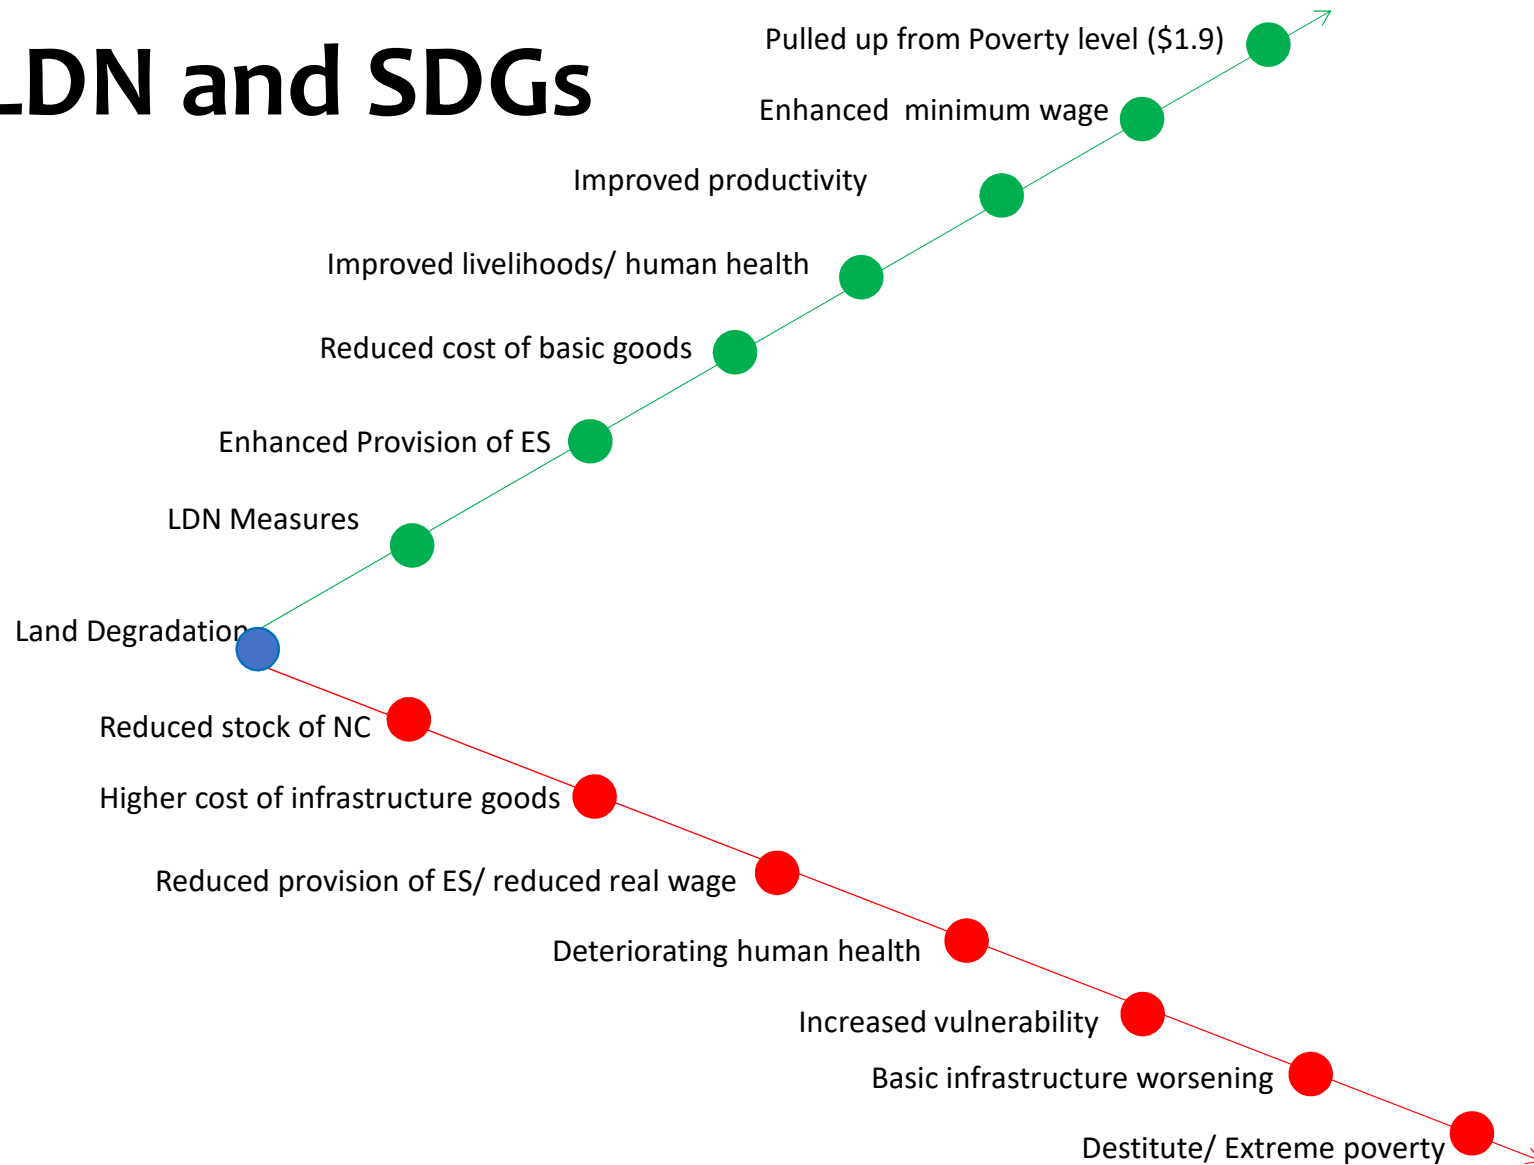 LDN and SDGs
Pulled up from Poverty level ($1.9)
Enhanced  minimum wage
Improved productivity
Improved livelihoods/ human health
Reduced cost of basic goods
Enhanced Provision of ES
LDN Measures
Land Degradation
Reduced stock of NC
Higher cost of infrastructure goods
Reduced provision of ES/ reduced real wage
Deteriorating human health
Increased vulnerability
Basic infrastructure worsening
Destitute/ Extreme poverty